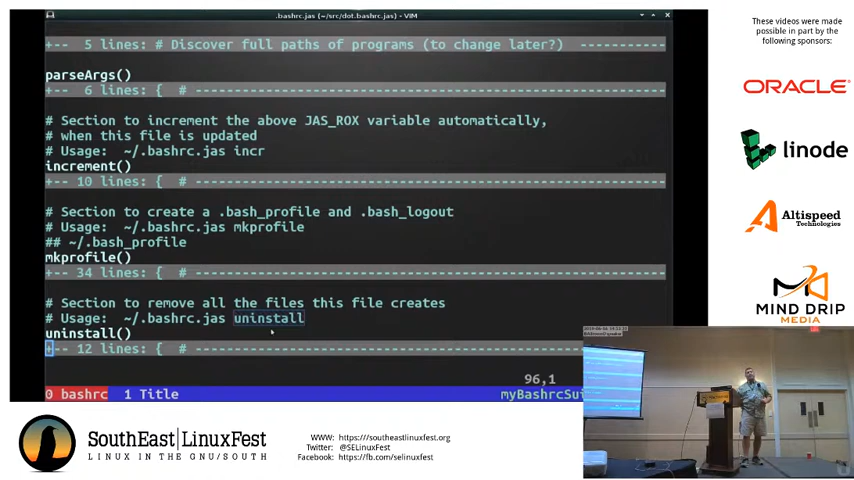 .bashrc.jas (~/src/dot.bashrc.jas) - VIM
+-- 5 lines: # Discover full paths of programs (to change later?) -----------
parseArgs()
+-- 6 lines: { # --------------------------------------------------------------
# Section to increment the above JAS_ROX variable automatically,
# when this file is updated
# Usage: ~/.bashrc.jas incr
increment()
+-- 10 lines: { # --------------------------------------------------------------
# Section to create a .bash_profile and .bash_logout
# Usage: ~/.bashrc.jas mkprofile
## ~/.bash_profile
mkprofile()
+-- 34 lines: { # --------------------------------------------------------------
# Section to remove all the files this file creates
# Usage: ~/.bashrc.jas uninstall
uninstall()
+-- 12 lines: { # ----------------------------------------------------
96,1
0 bashrc 1 Title myBashrcSui
These videos were made
possible in part by the
following sponsors:
ORACLE
linode
Altispeed
Technologies
MIND DRIP
MEDIA
SouthEast|LinuxFest
LINUX IN THE GNU/SOUTH
WWW: https://southeastlinuxfest.org
Twitter: @SELinuxFest
Facebook: https://fb.com/selinuxfest